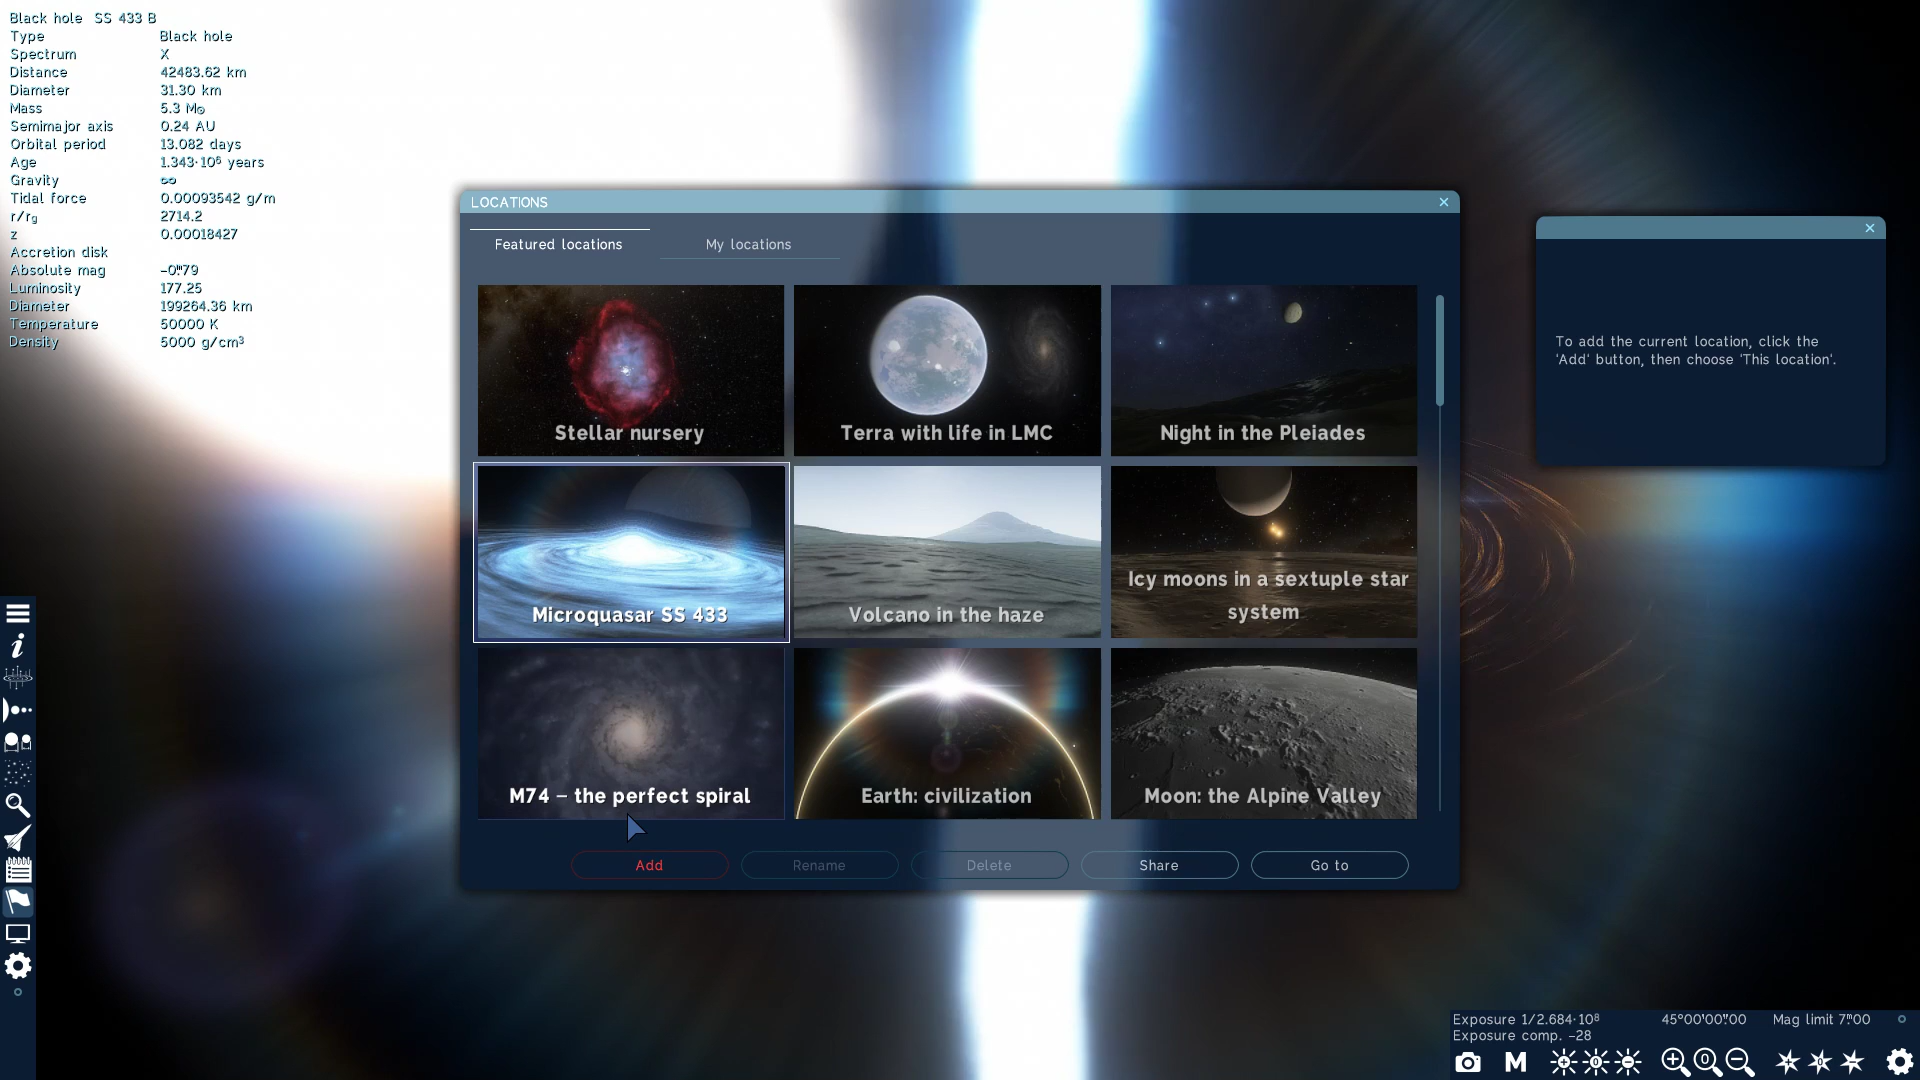 Black hole SS 433 B
Type Black hole
Spectrum X
Distance 42483.62 km
Diameter 31.30 km
Mass 5.3 M☉
Semimajor axis 0.24 AU
Orbital period 13.082 days
Age 1.343·10⁶ years
Gravity ∞
Tidal force 0.00093542 g/m
r/rg 2714.2
z 0.00018427
Accretion disk
Absolute mag −0ᵐ79
Luminosity 177.25
Diameter 199264.36 km
Temperature 50000 K
Density 5000 g/cm³
LOCATIONS
Featured locations My locations
Stellar nursery
Terra with life in LMC
Night in the Pleiades
Microquasar SS 433
Volcano in the haze
Icy moons in a sextuple star
system
M74 – the perfect spiral
Earth: civilization
Moon: the Alpine Valley
Add Rename Delete Share Go to
To add the current location, click the
'Add' button, then choose 'This location'.
Exposure 1/2.684·10⁸ 45°00'00"00 Mag limit 7ᵐ00
Exposure comp. −28
M